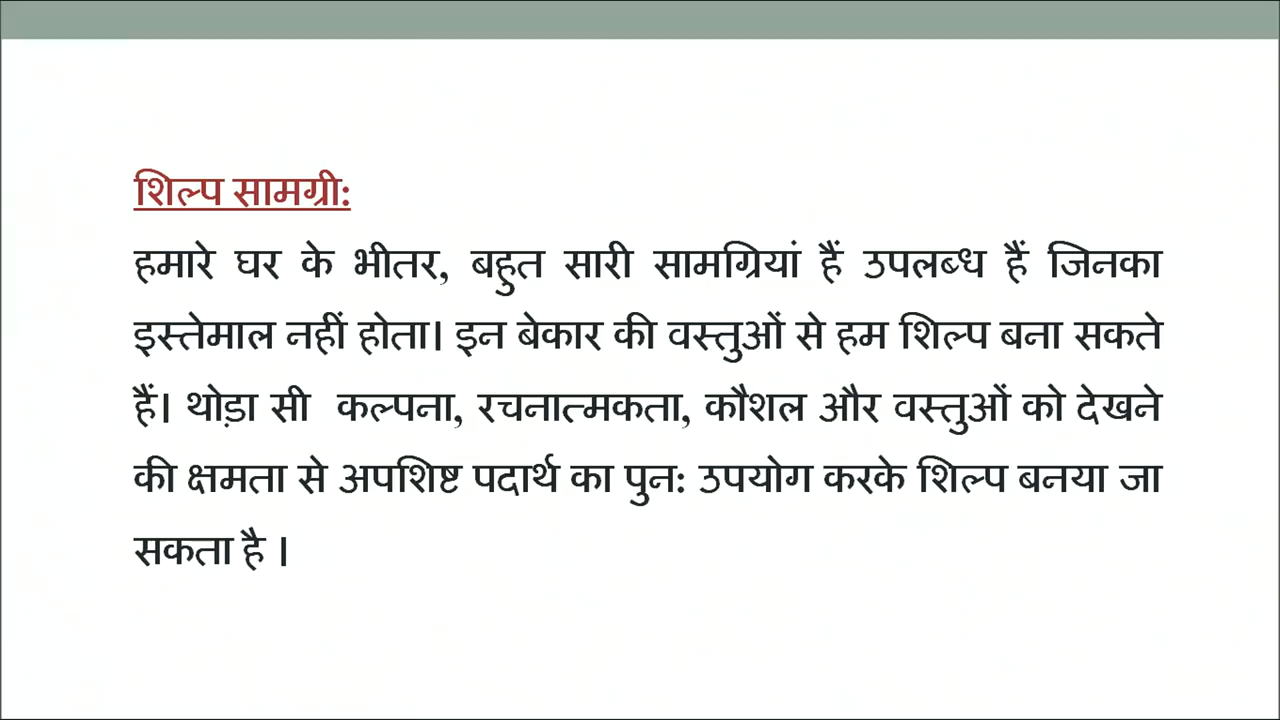 शिल्प सामग्री:
हमारे घर के भीतर, बहुत सारी सामग्रियां हैं उपलब्ध हैं जिनका
इस्तेमाल नहीं होता। इन बेकार की वस्तुओं से हम शिल्प बना सकते
हैं। थोड़ा सी कल्पना, रचनात्मकता, कौशल और वस्तुओं को देखने
की क्षमता से अपशिष्ट पदार्थ का पुन: उपयोग करके शिल्प बनया जा
सकता है ।